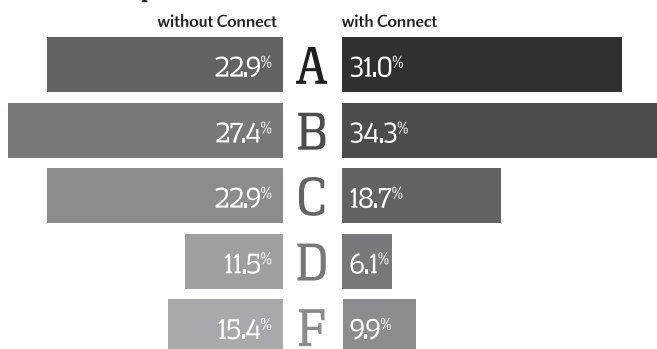 without Connect with Connect
22.9% A 31.0%
27.4% B 34.3%
22.9% C 18.7%
11.5% D 6.1%
15.4% F 9.9%